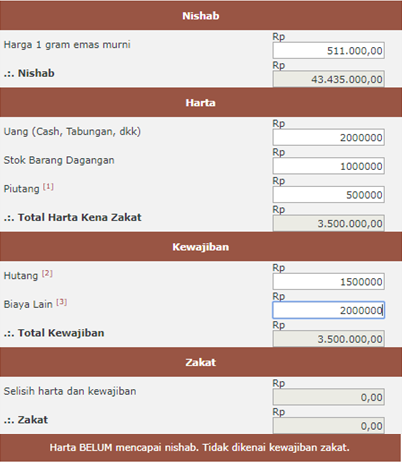 Nishab
Rp
Harga 1 gram emas murni 511.000,00
Rp
.:. Nishab 43.435.000,00
Harta
Rp
Uang (Cash, Tabungan, dkk) 2000000
Rp
Stok Barang Dagangan 1000000
Rp
Piutang [1] 500000
Rp
.:. Total Harta Kena Zakat 3.500.000,00
Kewajiban
Rp
Hutang [2] 1500000
Rp
Biaya Lain [3] 2000000
Rp
.:. Total Kewajiban 3.500.000,00
Zakat
Rp
Selisih harta dan kewajiban 0,00
Rp
.:. Zakat 0,00
Harta BELUM mencapai nishab. Tidak dikenai kewajiban zakat.